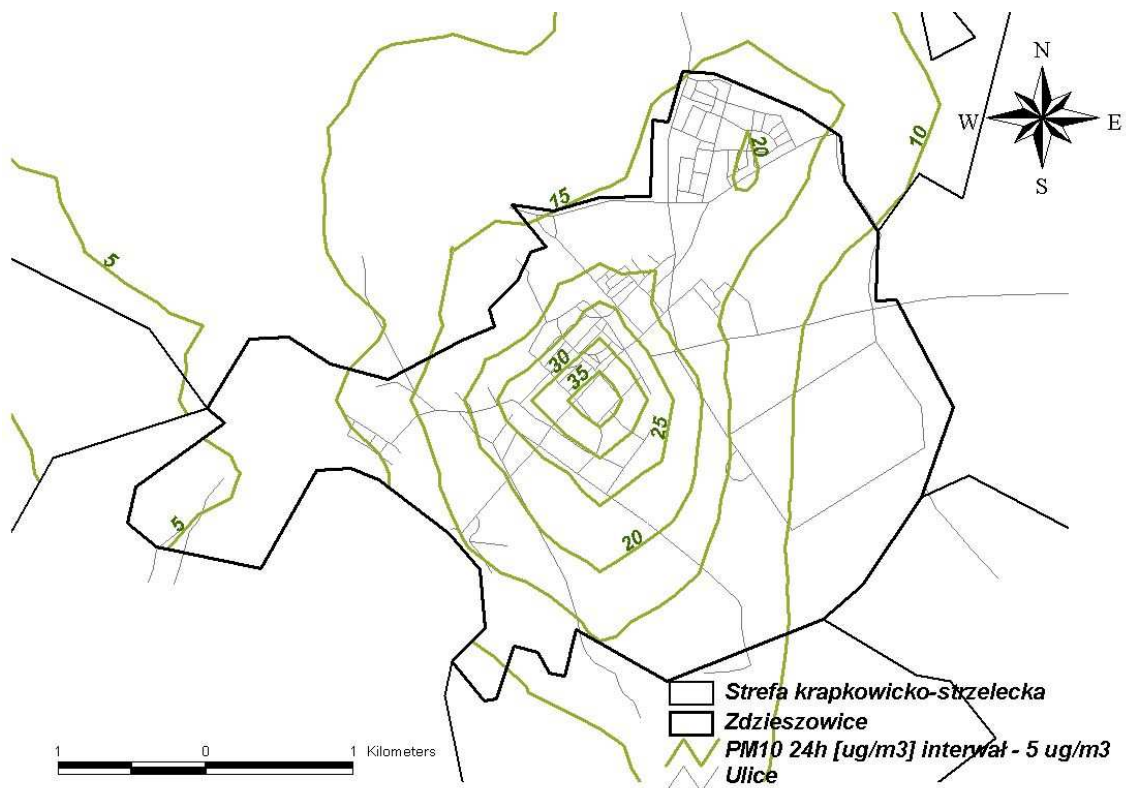 N
W
E
S
10
20
15
5
30
35
25
20
5
Strefa krapkowicko-strzelecka
Zdzieszowice
PM10 24h [ug/m3] interwał - 5 ug/m3
Ulice
1 0 1 Kilometers